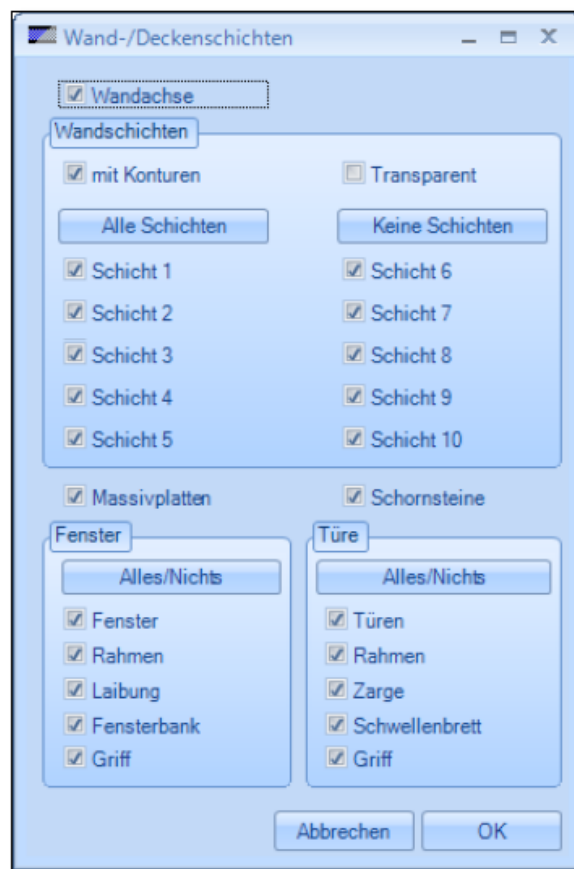 Wand-/Deckenschichten
Wandachse
Wandschichten
mit Konturen
Transparent
Alle Schichten
Keine Schichten
Schicht 1
Schicht 6
Schicht 2
Schicht 7
Schicht 3
Schicht 8
Schicht 4
Schicht 9
Schicht 5
Schicht 10
Massivplatten
Schornsteine
Fenster
Alles/Nichts
Fenster
Rahmen
Laibung
Fensterbank
Griff
Türe
Alles/Nichts
Türen
Rahmen
Zarge
Schwellenbrett
Griff
Abbrechen
OK